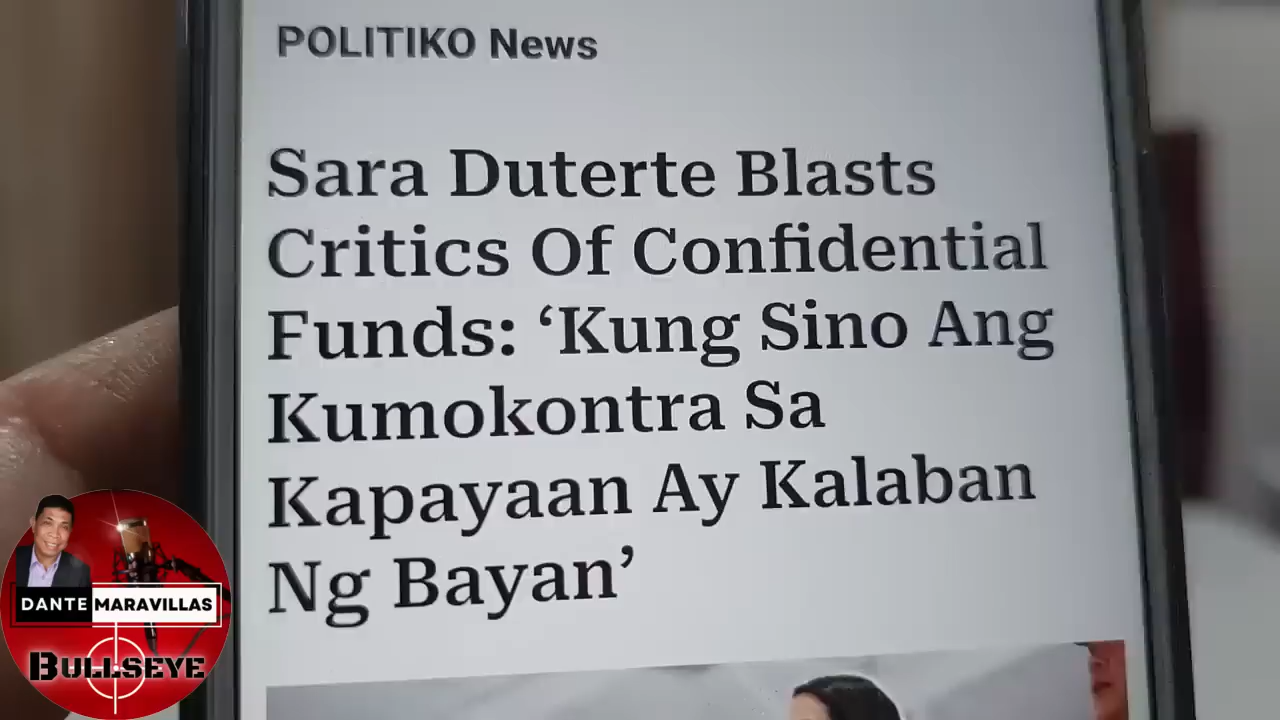 POLITIKO News
Sara Duterte Blasts
Critics Of Confidential
Funds: ‘Kung Sino Ang
Kumokontra Sa
Kapayaan Ay Kalaban
Ng Bayan’
DANTE MARAVILLAS
BULLSEYE